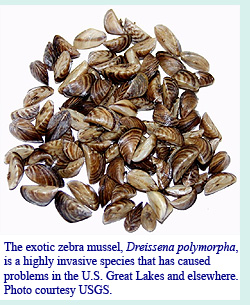 The exotic zebra mussel, Dreissena polymorpha,
is a highly invasive species that has caused
problems in the U.S. Great Lakes and elsewhere.
Photo courtesy USGS.